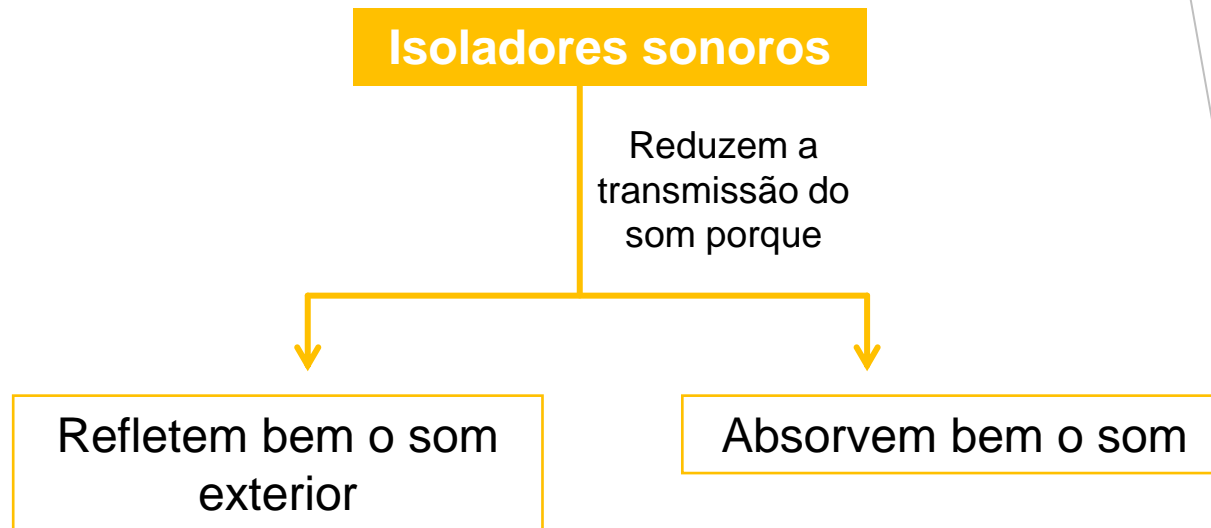 Isoladores sonoros
Reduzem a
transmissão do
som porque
Refletem bem o som
exterior
Absorvem bem o som